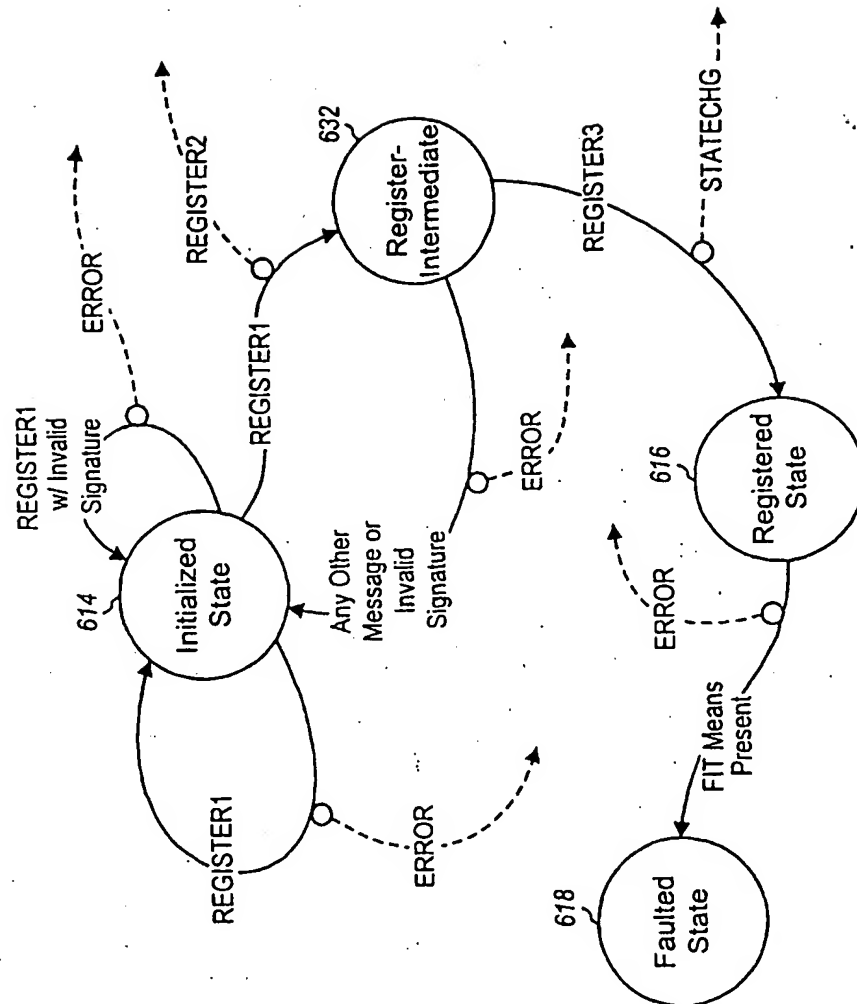 REGISTER1
w/ Invalid
Signature
ERROR
REGISTER2
614
Initialized
State
REGISTER1
632
Register-
Intermediate
REGISTER1
ERROR
Any Other
Message or
Invalid
Signature
ERROR
REGISTER3
STATECHG
616
Registered
State
ERROR
FIT Means
Present
618
Faulted
State